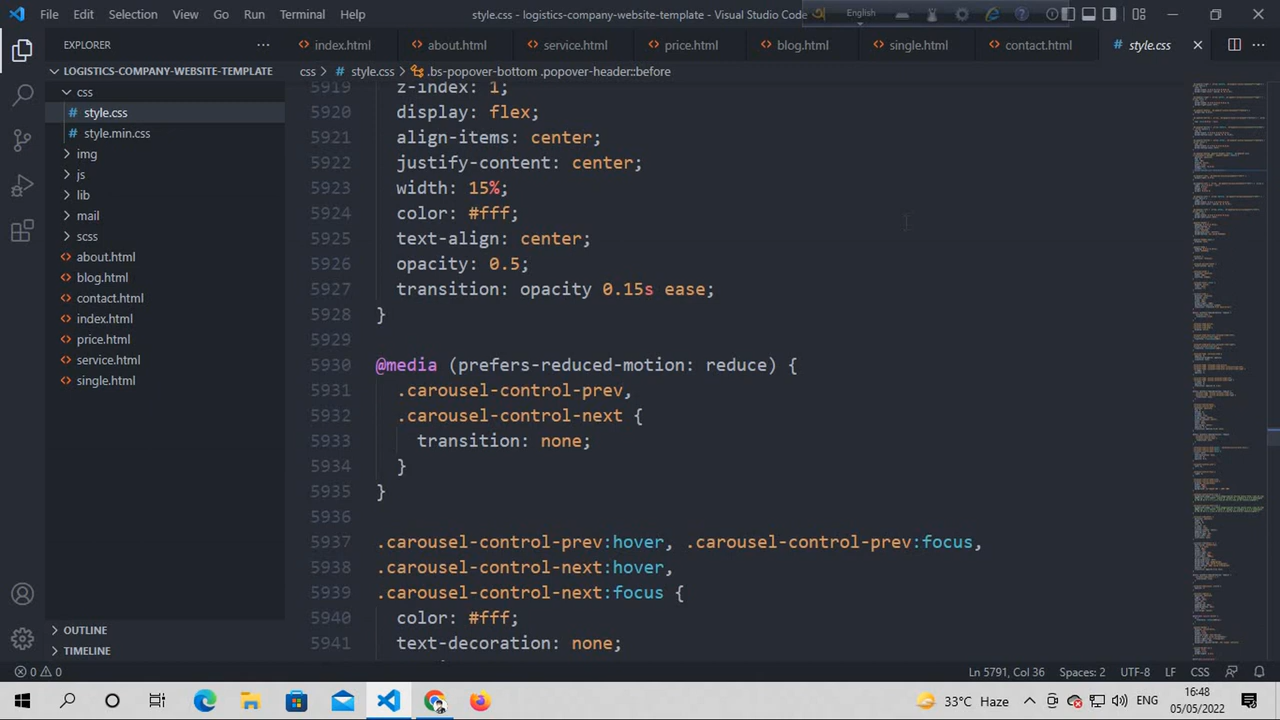 File Edit Selection View Go Run Terminal Help
style.css - logistics-company-website-template - Visual Studio Code
English
EXPLORER
index.html about.html service.html price.html blog.html single.html contact.html style.css
LOGISTICS-COMPANY-WEBSITE-TEMPLATE
css > style.css > .bs-popover-bottom .popover-header::before
css
style.css
style.min.css
img
js
lib
mail
scss
about.html
blog.html
contact.html
index.html
price.html
service.html
single.html
OUTLINE
TIMELINE
5919 z-index: 1;
5920 display: flex;
5921 align-items: center;
5922 justify-content: center;
5923 width: 15%;
5924 color: #fff;
5925 text-align: center;
5926 opacity: 0.5;
5927 transition: opacity 0.15s ease;
5928 }
5929
5930 @media (prefers-reduced-motion: reduce) {
5931 .carousel-control-prev,
5932 .carousel-control-next {
5933 transition: none;
5934 }
5935 }
5936
5937 .carousel-control-prev:hover, .carousel-control-prev:focus,
5938 .carousel-control-next:hover,
5939 .carousel-control-next:focus {
5940 color: #fff;
5941 text-decoration: none;
0 0 Ln 5791, Col 36 Spaces: 2 UTF-8 LF CSS
33°C Haze ENG 16:48
05/05/2022